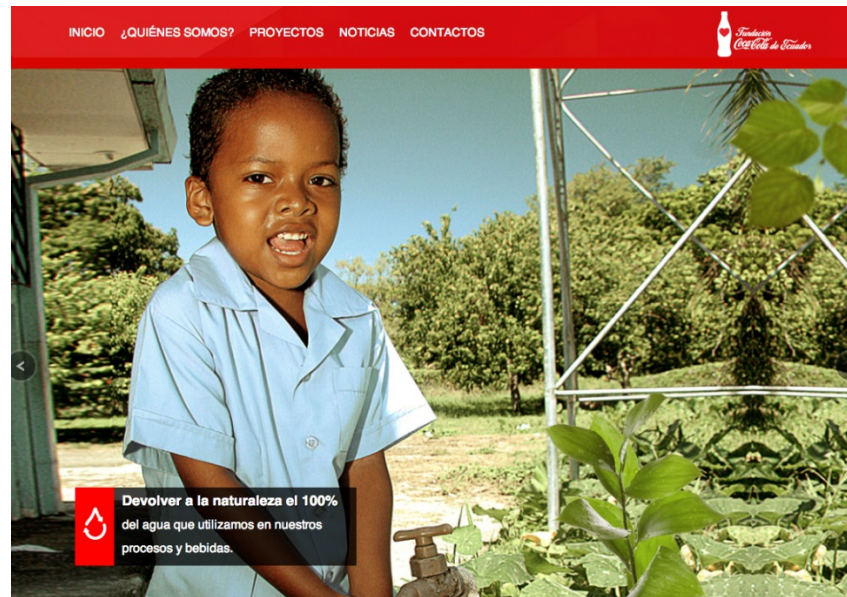 INICIO ¿QUIÉNES SOMOS? PROYECTOS NOTICIAS CONTACTOS
Fundación
Coca-Cola de Ecuador
Devolver a la naturaleza el 100%
del agua que utilizamos en nuestros
procesos y bebidas.